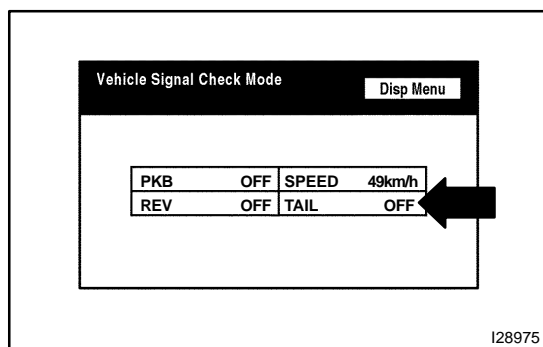 Vehicle Signal Check Mode
Disp Menu
PKB OFF SPEED 49km/h
REV OFF TAIL OFF
I28975